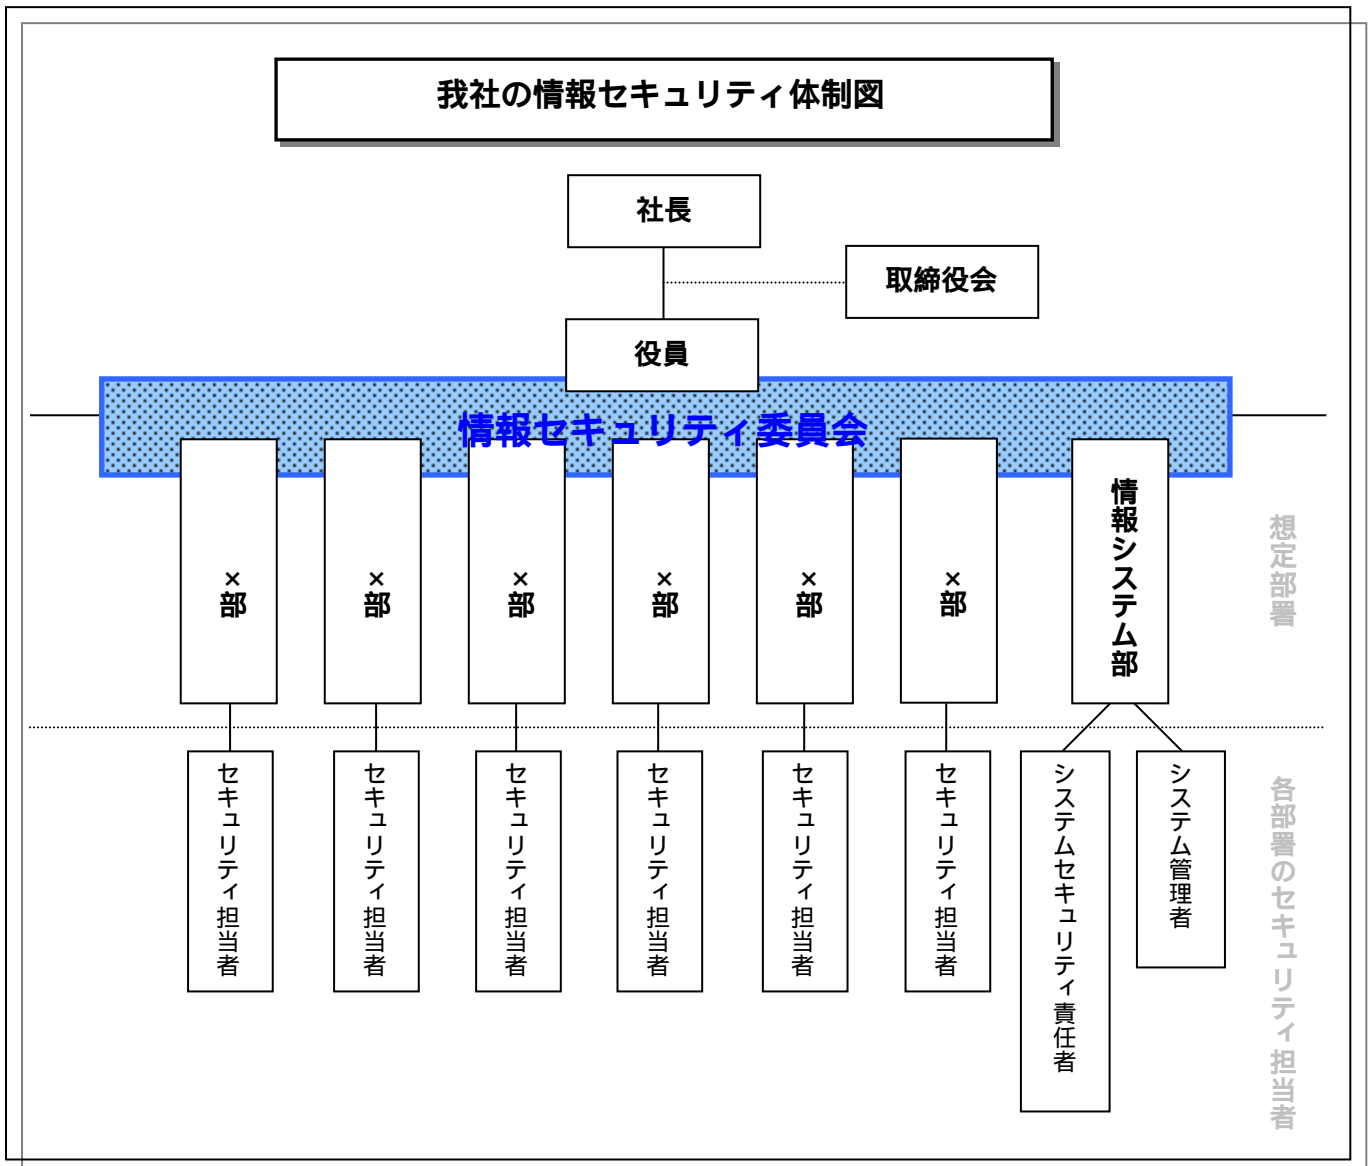 我社の情報セキュリティ体制図
社長
取締役会
役員
情報セキュリティ委員会
×部
×部
×部
×部
×部
×部
情報システム部
想定部署
セキュリティ担当者
セキュリティ担当者
セキュリティ担当者
セキュリティ担当者
セキュリティ担当者
セキュリティ担当者
システムセキュリティ責任者
システム管理者
各部署のセキュリティ担当者